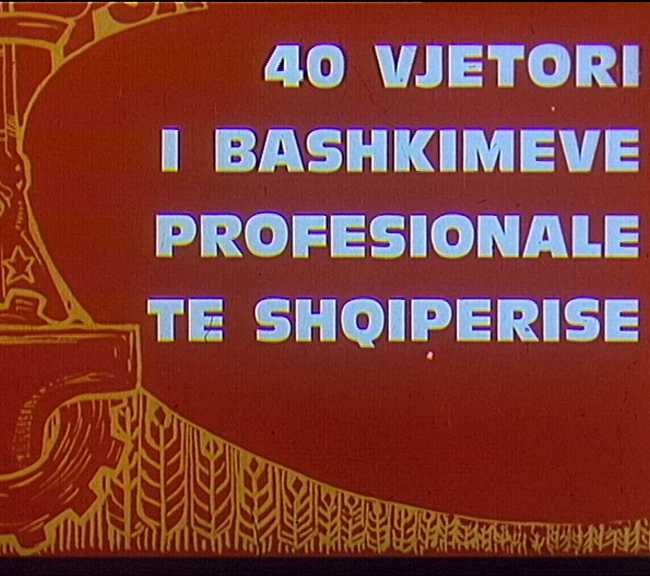 40 VJETORI
I BASHKIMEVE
PROFESIONALE
TE SHQIPERISE